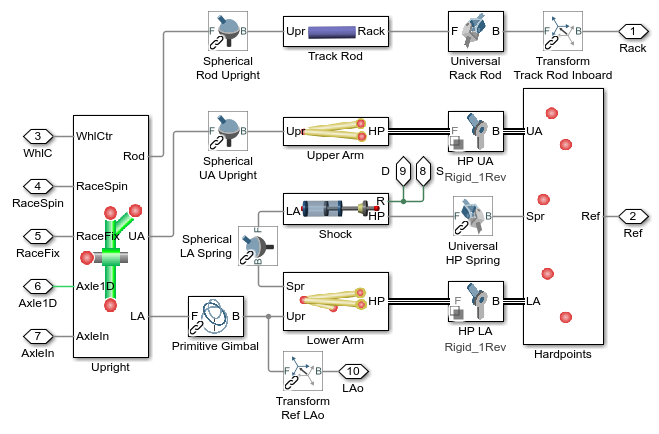 F B
Spherical
Rod Upright
Upr Rack
Track Rod
F B
Universal
Rack Rod
F B
Transform
Track Rod Inboard
1
Rack
3
WhlC
WhlCtr
Rod
4
RaceSpin
RaceSpin
5
RaceFix
RaceFix
UA
6
Axle1D
Axle1D
7
AxleIn
AxleIn
LA
Upright
F B
Spherical
UA Upright
Upr HP
Upper Arm
F B
HP UA
Rigid_1Rev
D 9 8 S
LA R
HP
Shock
F
B
Spherical
LA Spring
F B
Universal
HP Spring
UA
Spr Ref
LA
Hardpoints
2
Ref
F B
Primitive Gimbal
Spr
Upr HP
Lower Arm
F B
HP LA
Rigid_1Rev
F B
Transform
Ref LAo
10
LAo